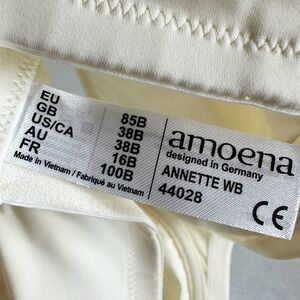 EU 85B
GB 38B
US/CA 38B
AU 16B
FR 100B
Made in Vietnam / Fabriqué au Vietnam
amoena
designed in Germany
ANNETTE WB
44028
CE